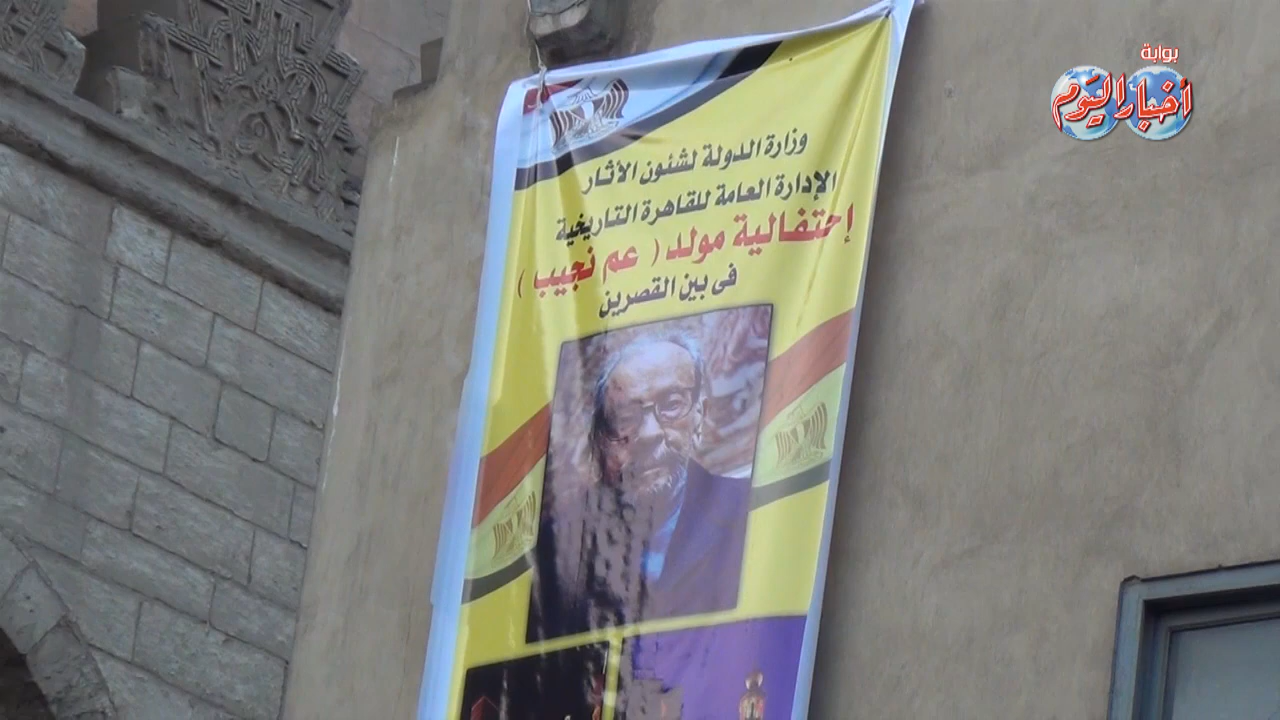 بوابة
أخبار اليوم
وزارة الدولة لشئون الآثار
الإدارة العامة للقاهرة التاريخية
إحتفالية مولد ( عم نجيب )
فى بين القصرين